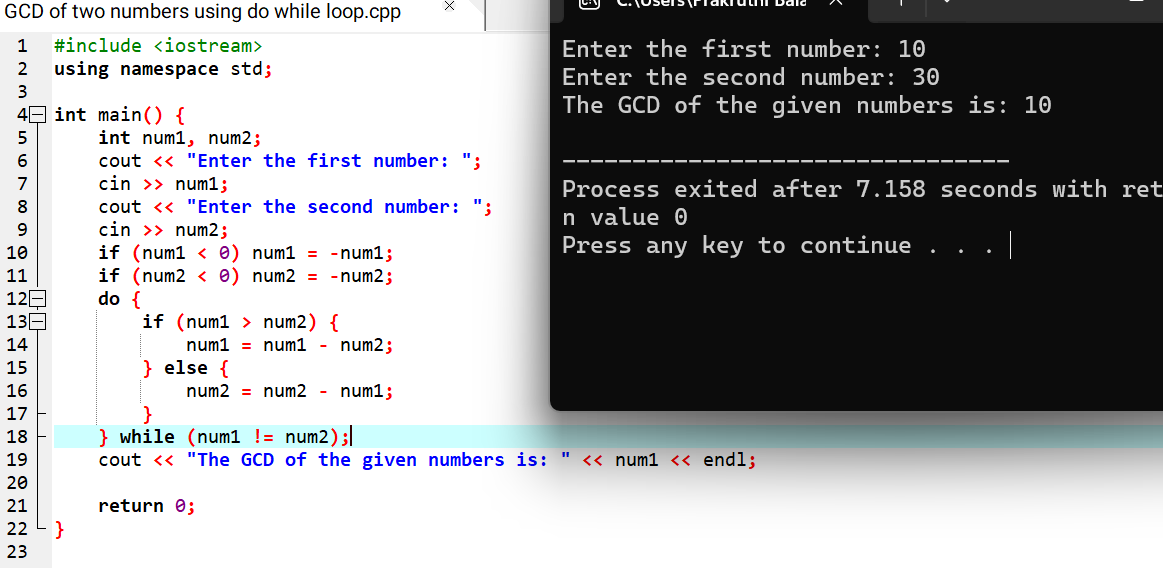 GCD of two numbers using do while loop.cpp
1 #include <iostream>
2 using namespace std;
3
4 int main() {
5 int num1, num2;
6 cout << "Enter the first number: ";
7 cin >> num1;
8 cout << "Enter the second number: ";
9 cin >> num2;
10 if (num1 < 0) num1 = -num1;
11 if (num2 < 0) num2 = -num2;
12 do {
13 if (num1 > num2) {
14 num1 = num1 - num2;
15 } else {
16 num2 = num2 - num1;
17 }
18 } while (num1 != num2);
19 cout << "The GCD of the given numbers is: " << num1 << endl;
20
21 return 0;
22 }
23
C:\Users\Prakruthi Bala
Enter the first number: 10
Enter the second number: 30
The GCD of the given numbers is: 10
--------------------------------
Process exited after 7.158 seconds with ret
n value 0
Press any key to continue . . .